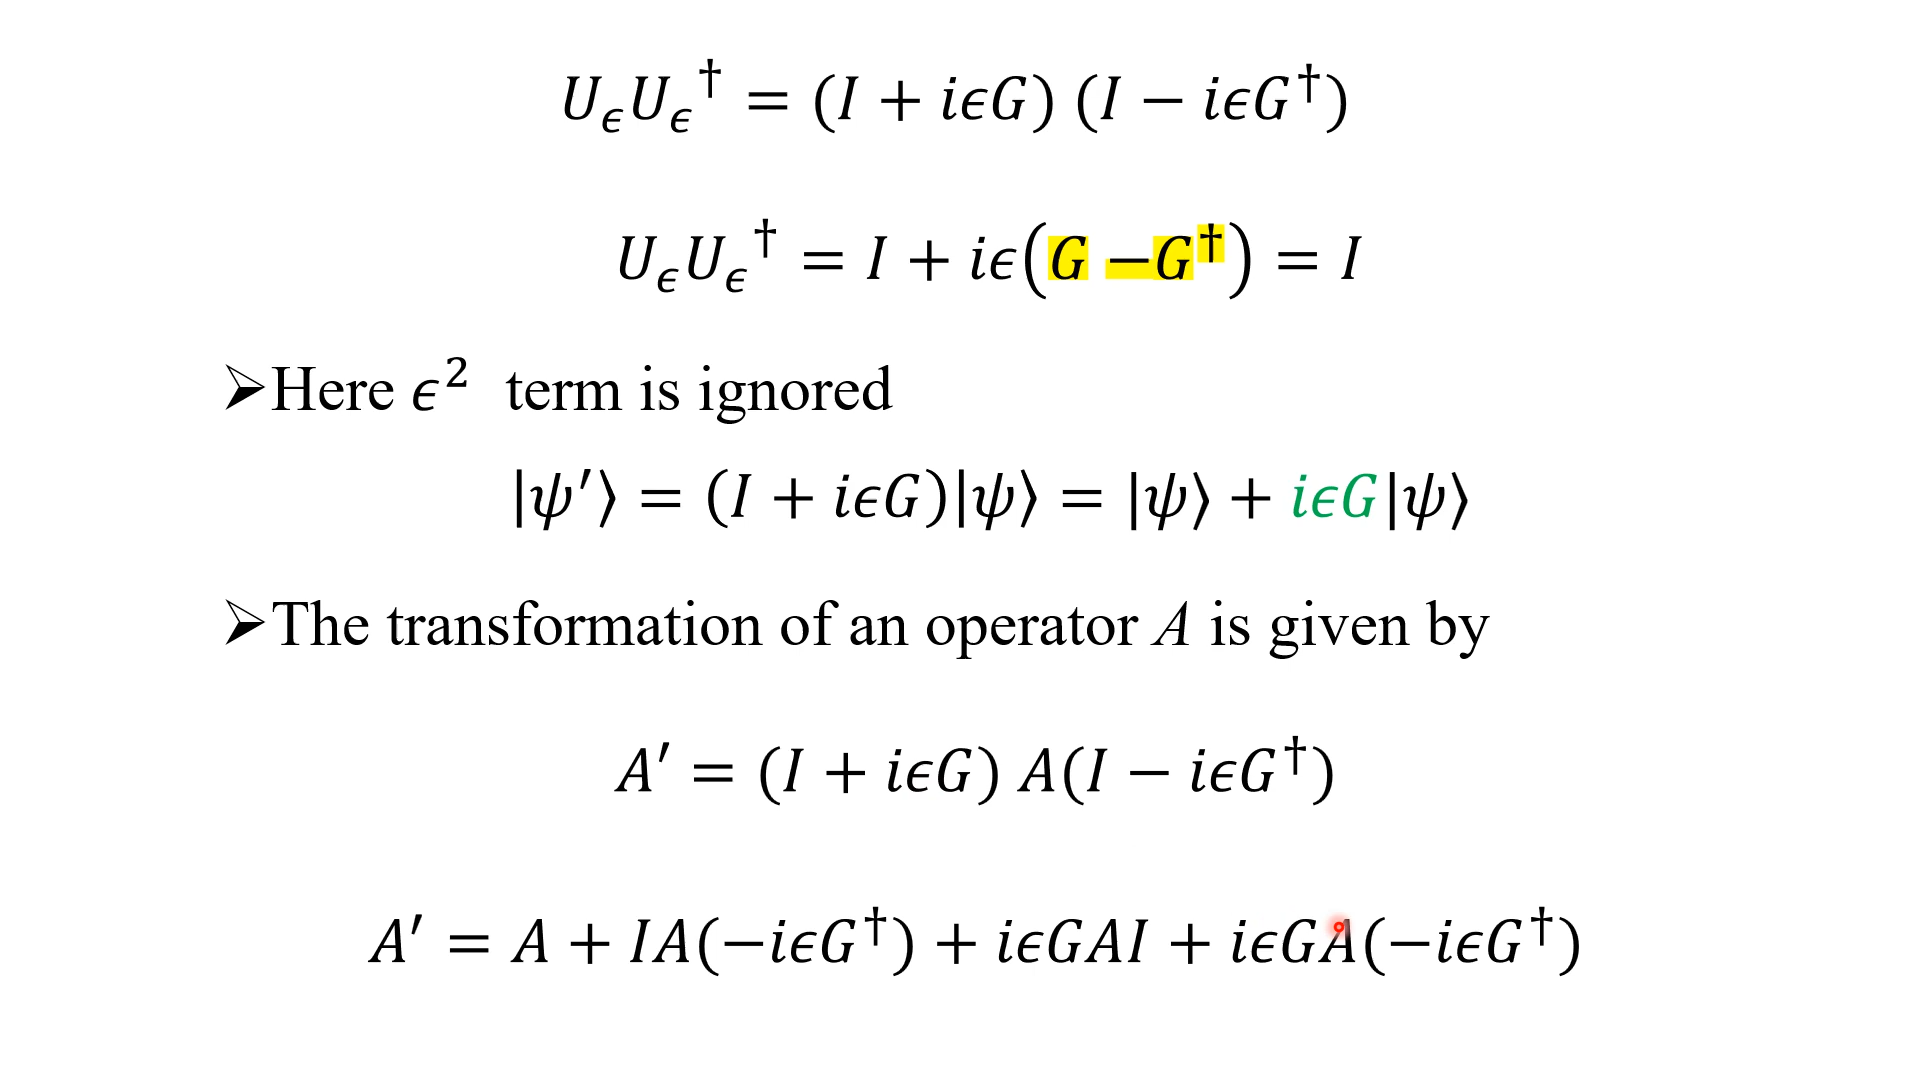 U_ϵU_ϵ^† = (I + iϵG) (I − iϵG^†)
U_ϵU_ϵ^† = I + iϵ(G −G^†) = I
➢Here ϵ² term is ignored
|ψ′⟩ = (I + iϵG)|ψ⟩ = |ψ⟩ + iϵG|ψ⟩
➢The transformation of an operator A is given by
A′ = (I + iϵG) A(I − iϵG^†)
A′ = A + IA(−iϵG^†) + iϵGAI + iϵGA(−iϵG^†)